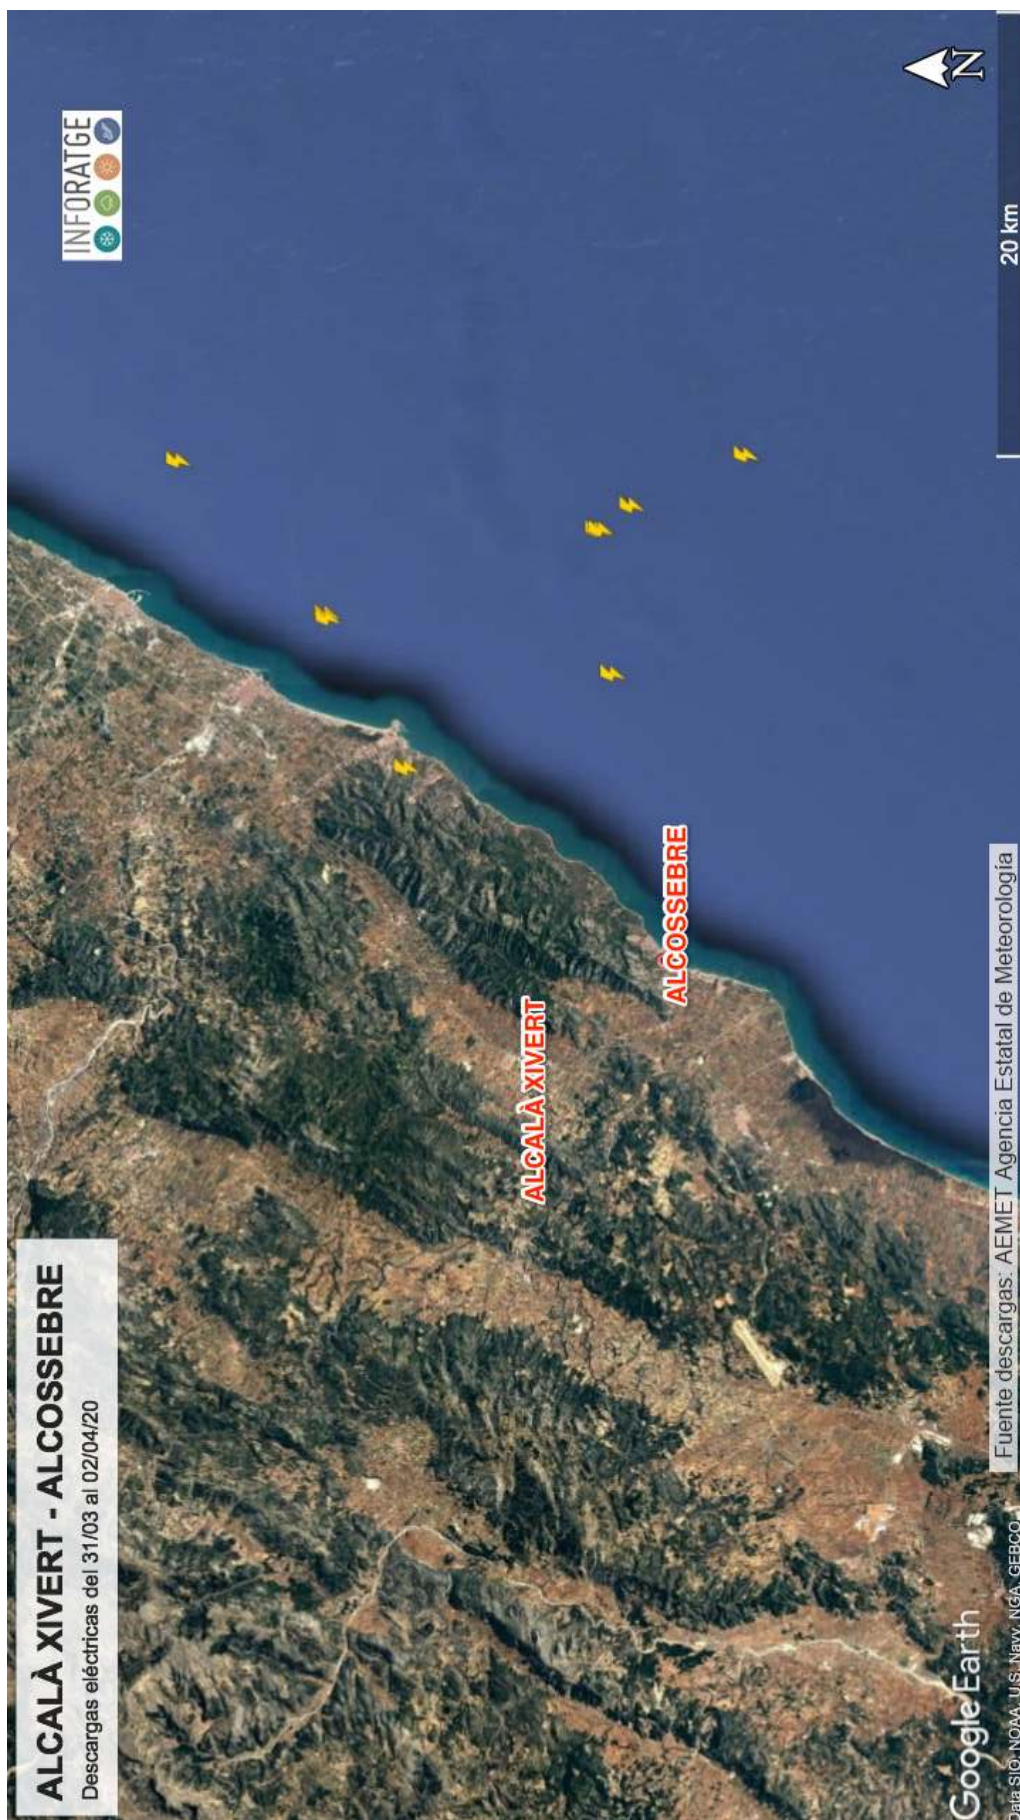 ALCALÀ XIVERT - ALCOSSEBRE
Descargas eléctricas del 31/03 al 02/04/20
INFORATGE
ALCALÀ XIVERT
ALCOSSEBRE
N
Google Earth
Data SIO, NOAA, U.S. Navy, NGA, GEBCO
Fuente descargas: AEMET Agencia Estatal de Meteorología
20 km